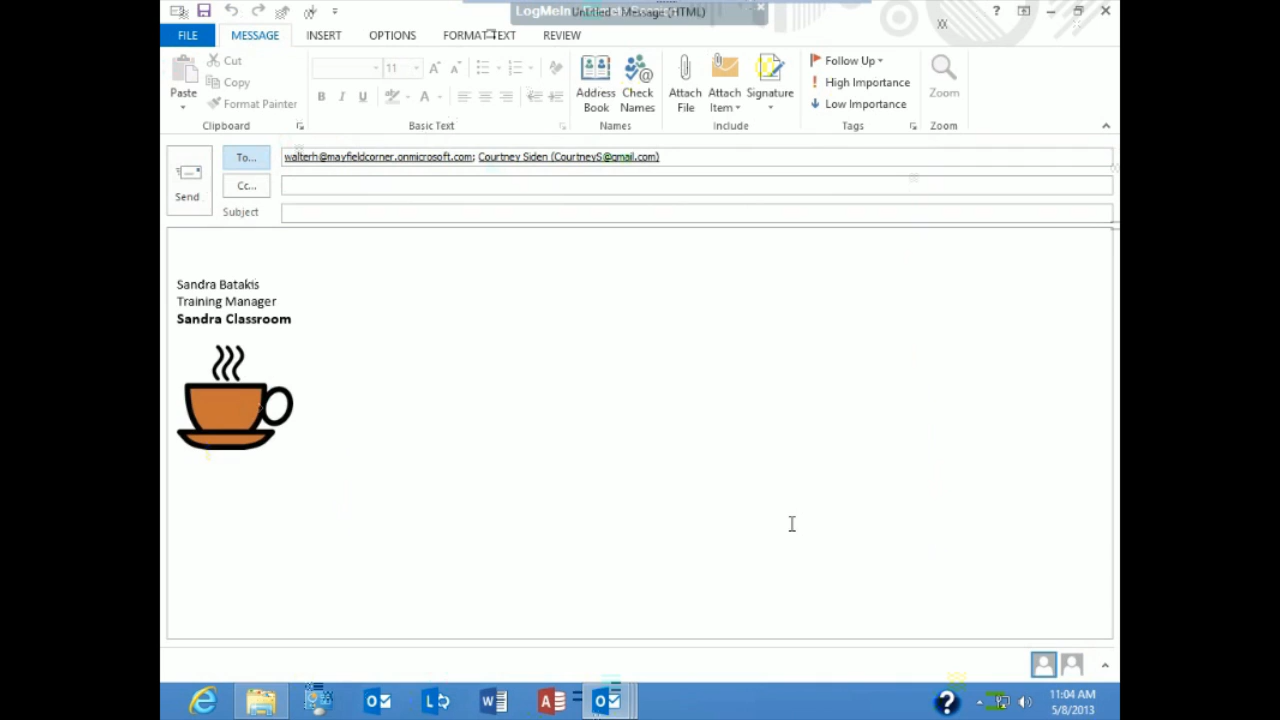 LogMeIn Untitled - Message (HTML)
FILE MESSAGE INSERT OPTIONS FORMAT TEXT REVIEW
Paste
Cut
Copy
Format Painter
Clipboard
11
B I U A
Basic Text
Address Book
Check Names
Names
Attach File
Attach Item
Signature
Include
Follow Up
High Importance
Low Importance
Tags
Zoom
Zoom
Send
To... walterh@mayfieldcorner.onmicrosoft.com; Courtney Siden (CourtneyS@gmail.com)
Cc...
Subject
Sandra Batakis
Training Manager
Sandra Classroom
11:04 AM
5/8/2013